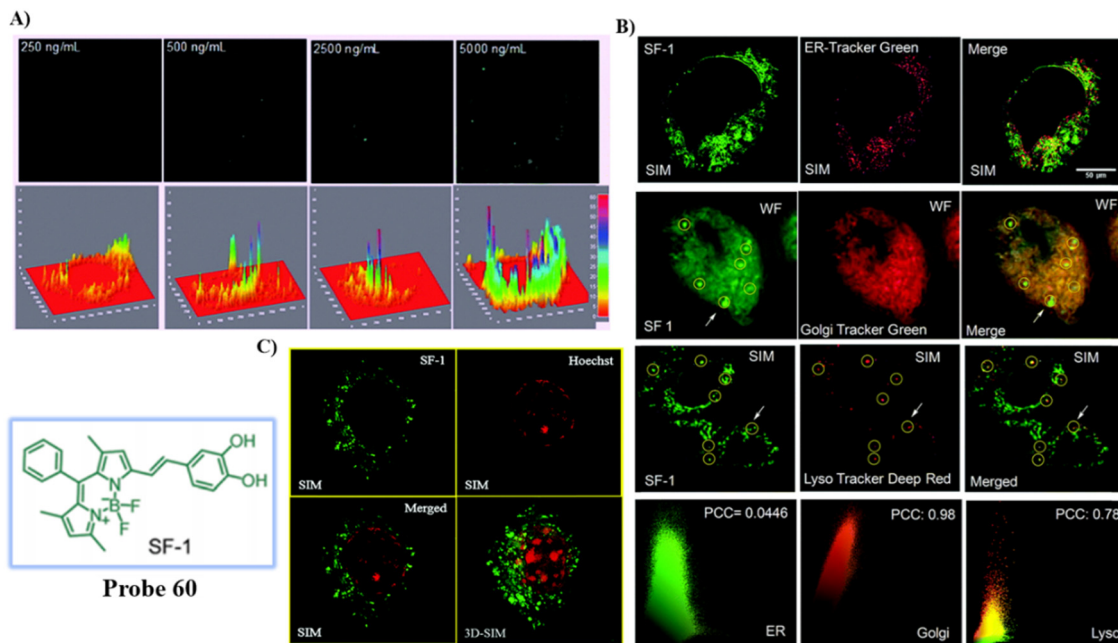 A)
250 ng/mL
500 ng/mL
2500 ng/mL
5000 ng/mL
B)
SF-1
SIM
ER-Tracker Green
SIM
Merge
50 µm
SIM
WF
SF 1
WF
Golgi Tracker Green
WF
Merge
SIM
SF-1
SIM
Lyso Tracker Deep Red
SIM
Merged
PCC= 0.0446
ER
PCC: 0.98
Golgi
PCC: 0.78
Lyso
C)
SF-1
SIM
Hoechst
SIM
Merged
SIM
3D-SIM
OH
OH
N
B
F
N
+
F
SF-1
Probe 60